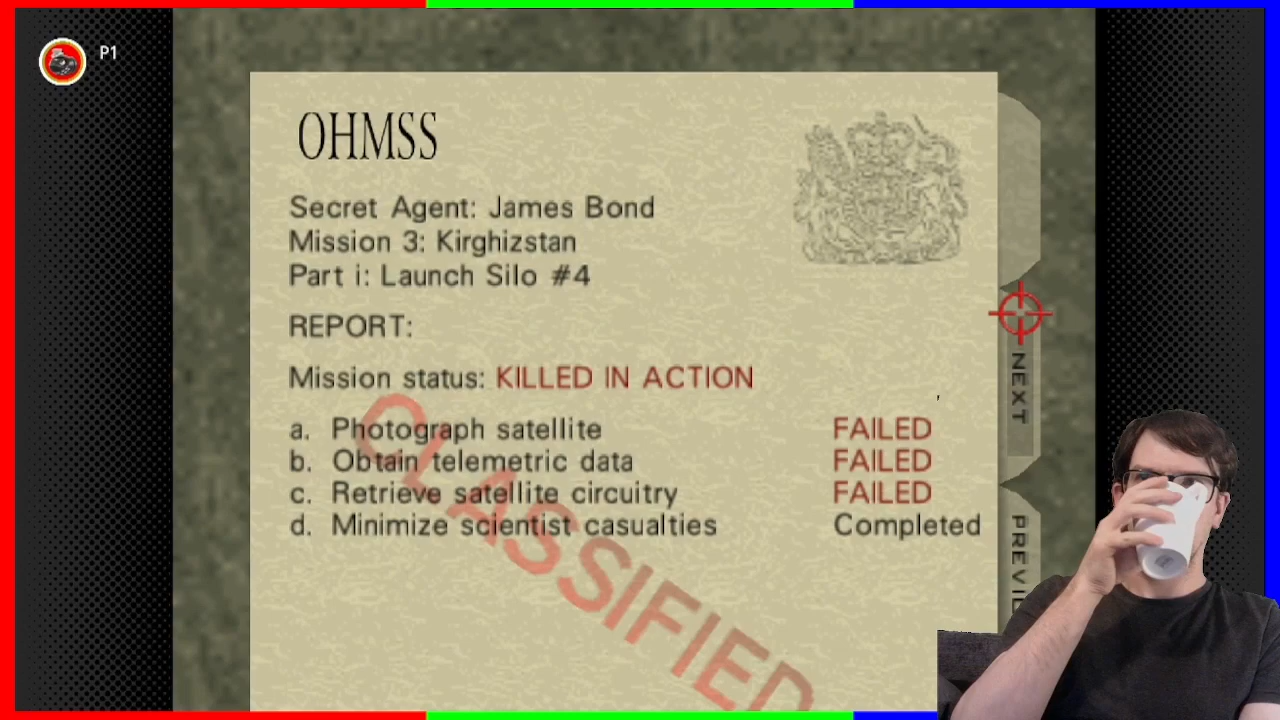 P1
OHMSS
Secret Agent: James Bond
Mission 3: Kirghizstan
Part i: Launch Silo #4
REPORT:
Mission status: KILLED IN ACTION
a. Photograph satellite FAILED
b. Obtain telemetric data FAILED
c. Retrieve satellite circuitry FAILED
d. Minimize scientist casualties Completed
CLASSIFIED
NEXT